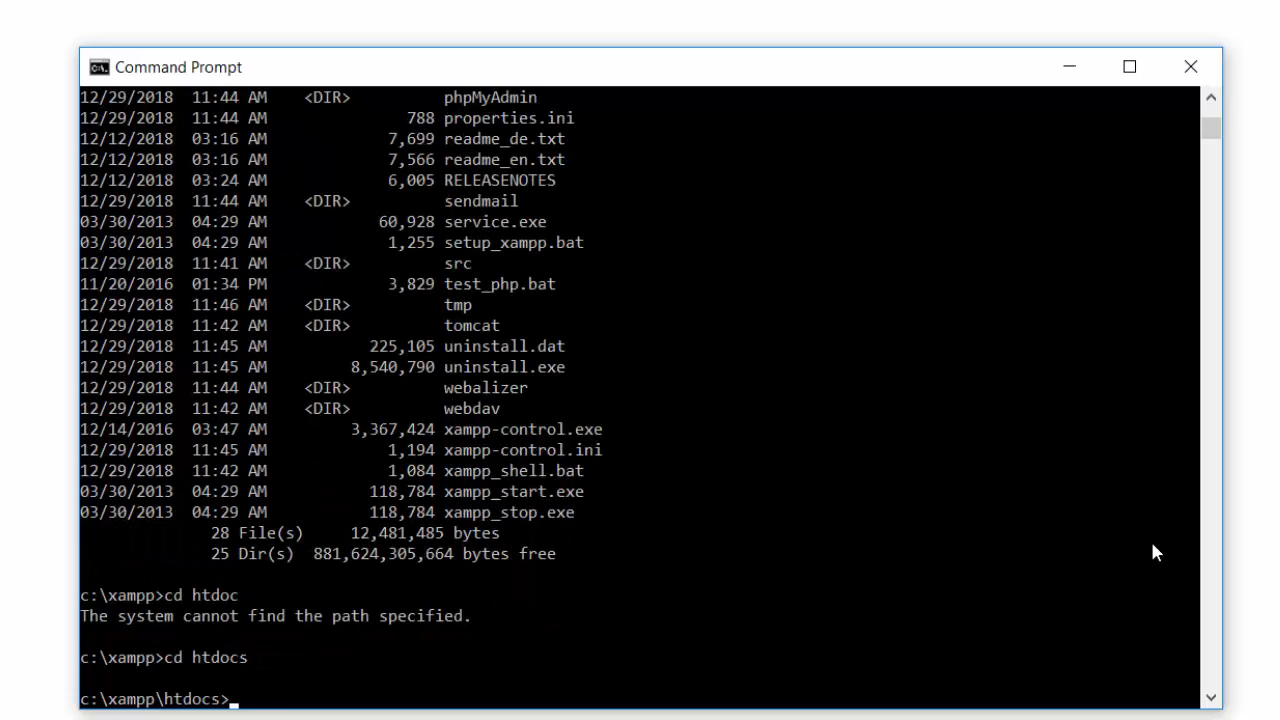 Command Prompt
12/29/2018  11:44 AM    <DIR>          phpMyAdmin
12/29/2018  11:44 AM               788 properties.ini
12/12/2018  03:16 AM             7,699 readme_de.txt
12/12/2018  03:16 AM             7,566 readme_en.txt
12/12/2018  03:24 AM             6,005 RELEASENOTES
12/29/2018  11:44 AM    <DIR>          sendmail
03/30/2013  04:29 AM            60,928 service.exe
03/30/2013  04:29 AM             1,255 setup_xampp.bat
12/29/2018  11:41 AM    <DIR>          src
11/20/2016  01:34 PM             3,829 test_php.bat
12/29/2018  11:46 AM    <DIR>          tmp
12/29/2018  11:42 AM    <DIR>          tomcat
12/29/2018  11:45 AM           225,105 uninstall.dat
12/29/2018  11:45 AM         8,540,790 uninstall.exe
12/29/2018  11:44 AM    <DIR>          webalizer
12/29/2018  11:42 AM    <DIR>          webdav
12/14/2016  03:47 AM         3,367,424 xampp-control.exe
12/29/2018  11:45 AM             1,194 xampp-control.ini
12/29/2018  11:42 AM             1,084 xampp_shell.bat
03/30/2013  04:29 AM           118,784 xampp_start.exe
03/30/2013  04:29 AM           118,784 xampp_stop.exe
28 File(s)     12,481,485 bytes
25 Dir(s)  881,624,305,664 bytes free
c:\xampp>cd htdoc
The system cannot find the path specified.
c:\xampp>cd htdocs
c:\xampp\htdocs>